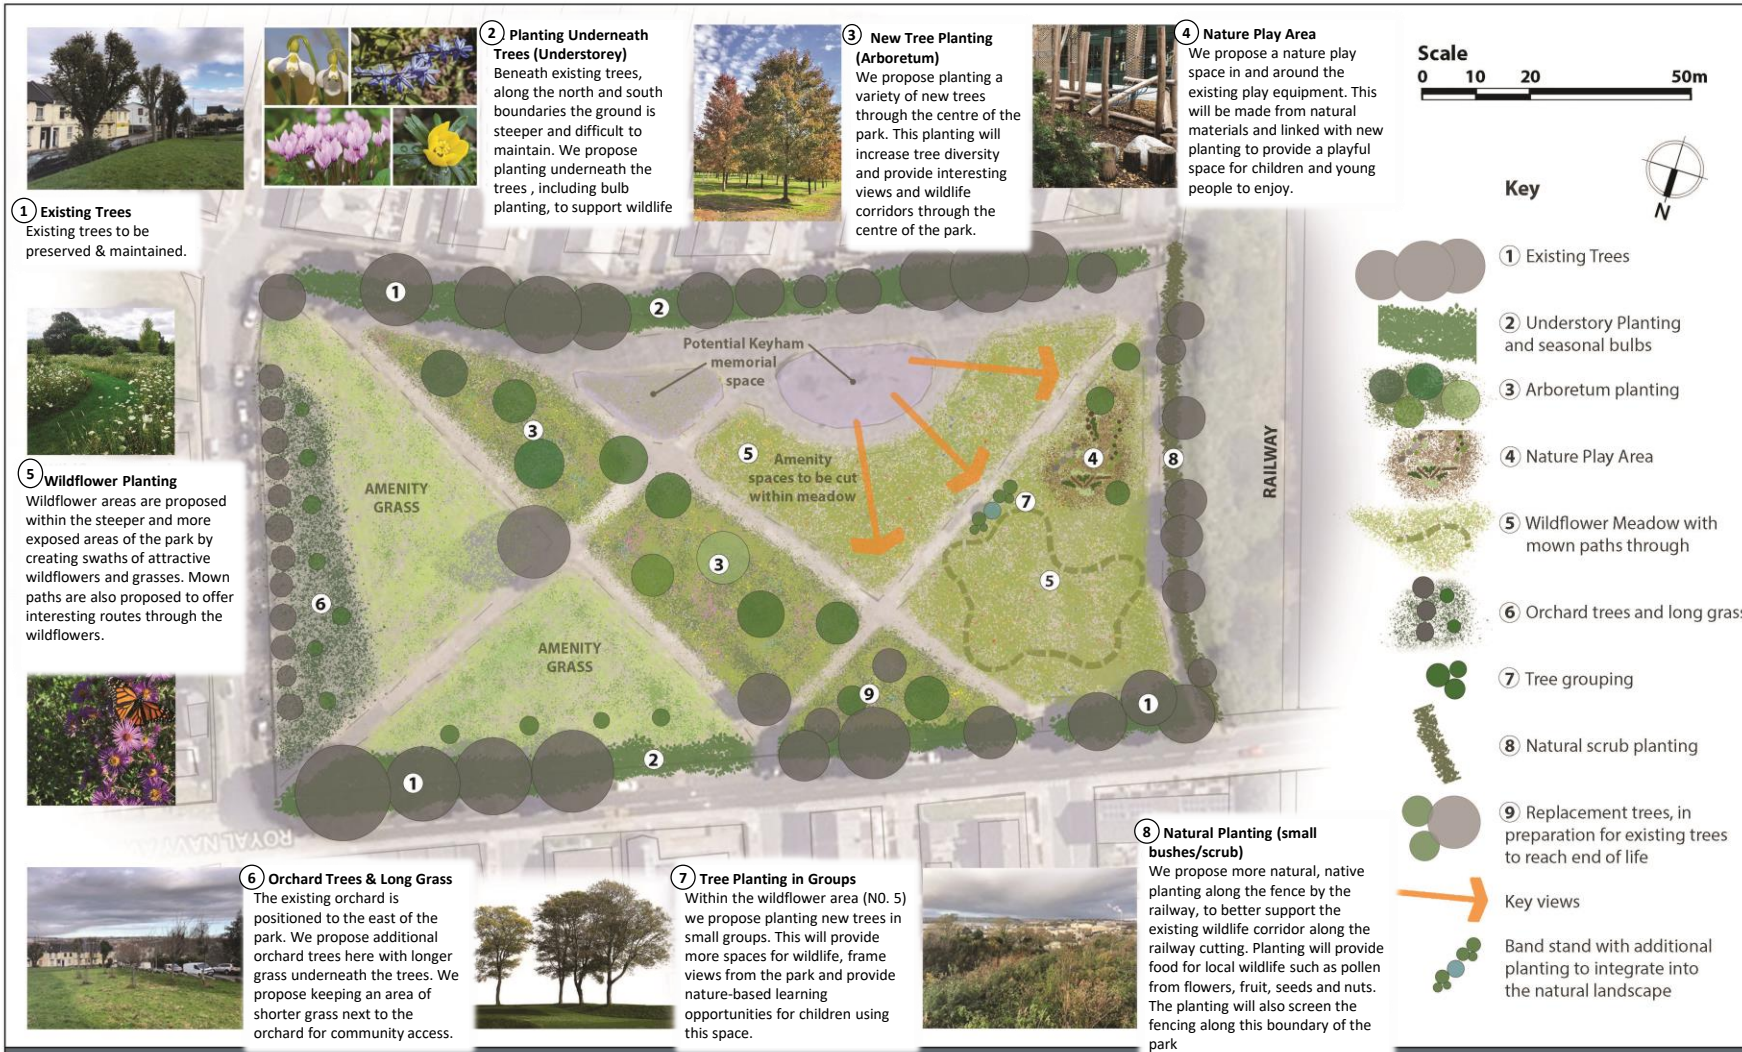 2 Planting Underneath
Trees (Understorey)
Beneath existing trees,
along the north and south
boundaries the ground is
steeper and difficult to
maintain. We propose
planting underneath the
trees , including bulb
planting, to support wildlife
3 New Tree Planting
(Arboretum)
We propose planting a
variety of new trees
through the centre of the
park. This planting will
increase tree diversity
and provide interesting
views and wildlife
corridors through the
centre of the park.
4 Nature Play Area
We propose a nature play
space in and around the
existing play equipment. This
will be made from natural
materials and linked with new
planting to provide a playful
space for children and young
people to enjoy.
Scale
0 10 20 50m
N
1 Existing Trees
Existing trees to be
preserved & maintained.
5 Wildflower Planting
Wildflower areas are proposed
within the steeper and more
exposed areas of the park by
creating swaths of attractive
wildflowers and grasses. Mown
paths are also proposed to offer
interesting routes through the
wildflowers.
1
2
Potential Keyham
memorial
space
3
5
Amenity
spaces to be cut
within meadow
4
8
RAILWAY
AMENITY
GRASS
7
3
5
6
AMENITY
GRASS
9
1
2
1
ROYAL NAV
Key
1 Existing Trees
2 Understory Planting
and seasonal bulbs
3 Arboretum planting
4 Nature Play Area
5 Wildflower Meadow with
mown paths through
6 Orchard trees and long grass
7 Tree grouping
8 Natural scrub planting
9 Replacement trees, in
preparation for existing trees
to reach end of life
Key views
Band stand with additional
planting to integrate into
the natural landscape
6 Orchard Trees & Long Grass
The existing orchard is
positioned to the east of the
park. We propose additional
orchard trees here with longer
grass underneath the trees. We
propose keeping an area of
shorter grass next to the
orchard for community access.
7 Tree Planting in Groups
Within the wildflower area (N0. 5)
we propose planting new trees in
small groups. This will provide
more spaces for wildlife, frame
views from the park and provide
nature-based learning
opportunities for children using
this space.
8 Natural Planting (small
bushes/scrub)
We propose more natural, native
planting along the fence by the
railway, to better support the
existing wildlife corridor along the
railway cutting. Planting will provide
food for local wildlife such as pollen
from flowers, fruit, seeds and nuts.
The planting will also screen the
fencing along this boundary of the
park